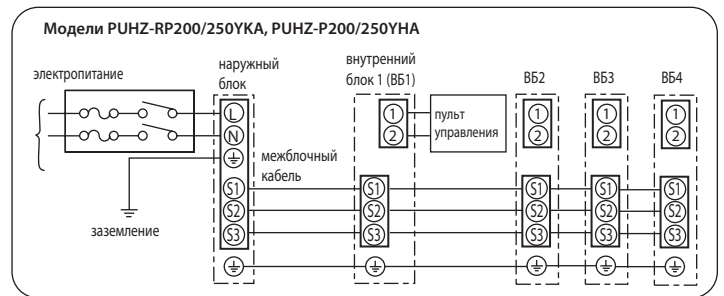 Модели PUHZ-RP200/250YKA, PUHZ-P200/250YHA
электропитание
наружный
блок
внутренний
блок 1 (ВБ1)
ВБ2
ВБ3
ВБ4
L
N
1
2
пульт
управления
1
2
1
2
1
2
межблочный
кабель
заземление
S1
S2
S3
S1
S2
S3
S1
S2
S3
S1
S2
S3
S1
S2
S3